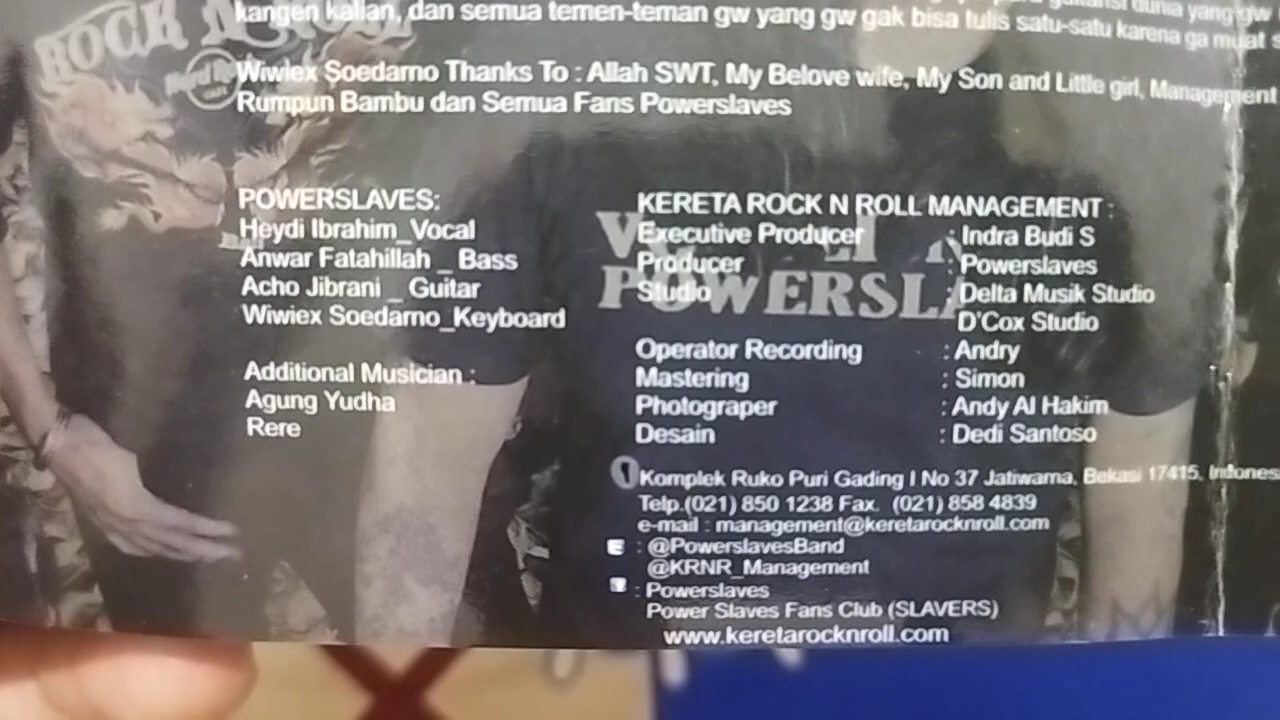 ROCK N ROLL
kangen kalian, dan semua temen-teman gw yang gw gak bisa tulis satu-satu karena ga muat
Wiwiex Soedarno Thanks To : Allah SWT, My Belove wife, My Son and Little girl, Management
Rumpun Bambu dan Semua Fans Powerslaves
POWERSLAVES:
Heydi Ibrahim_Vocal
Anwar Fatahillah _ Bass
Acho Jibrani _ Guitar
Wiwiex Soedarno_Keyboard
Additional Musician :
Agung Yudha
Rere
KERETA ROCK N ROLL MANAGEMENT :
Executive Producer : Indra Budi S
Producer : Powerslaves
Studio : Delta Musik Studio
D'Cox Studio
POWERSLA
Operator Recording : Andry
Mastering : Simon
Photograper : Andy Al Hakim
Desain : Dedi Santoso
Komplek Ruko Puri Gading I No 37 Jatiwarna, Bekasi 17415, Indones
Telp.(021) 850 1238 Fax. (021) 858 4839
e-mail : management@keretarocknroll.com
: @PowerslavesBand
@KRNR_Management
: Powerslaves
Power Slaves Fans Club (SLAVERS)
www.keretarocknroll.com